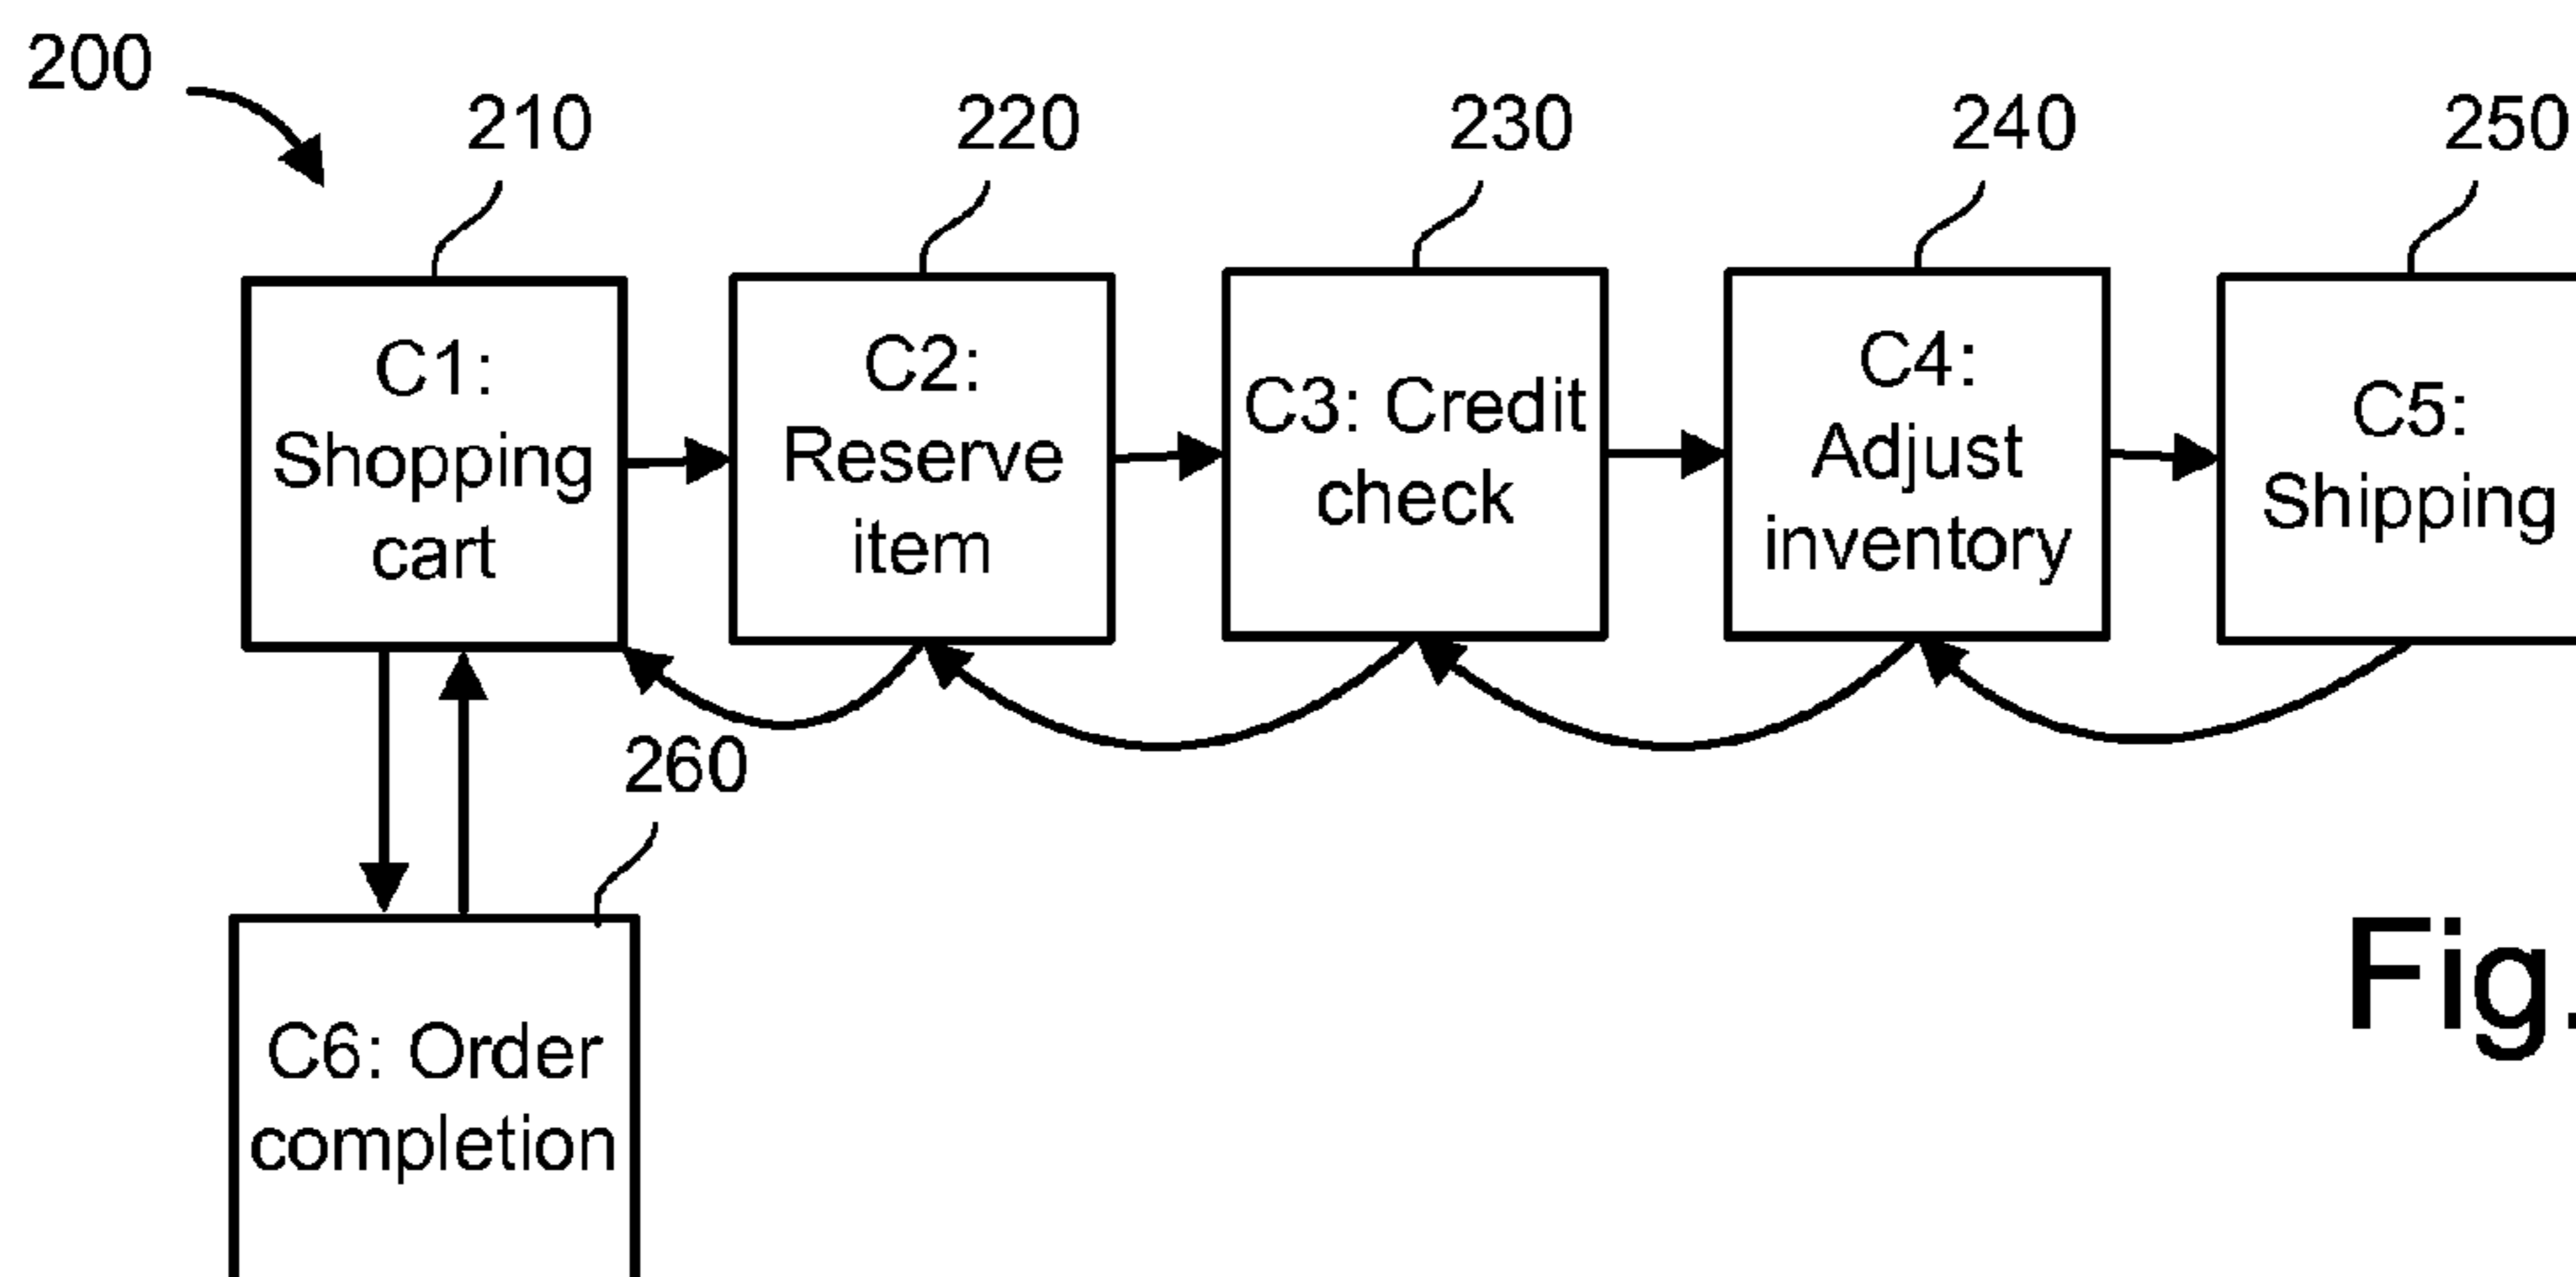 200
210
220
230
240
250
C1:
Shopping
cart
C2:
Reserve
item
C3: Credit
check
C4:
Adjust
inventory
C5:
Shipping
260
C6: Order
completion
Fig.